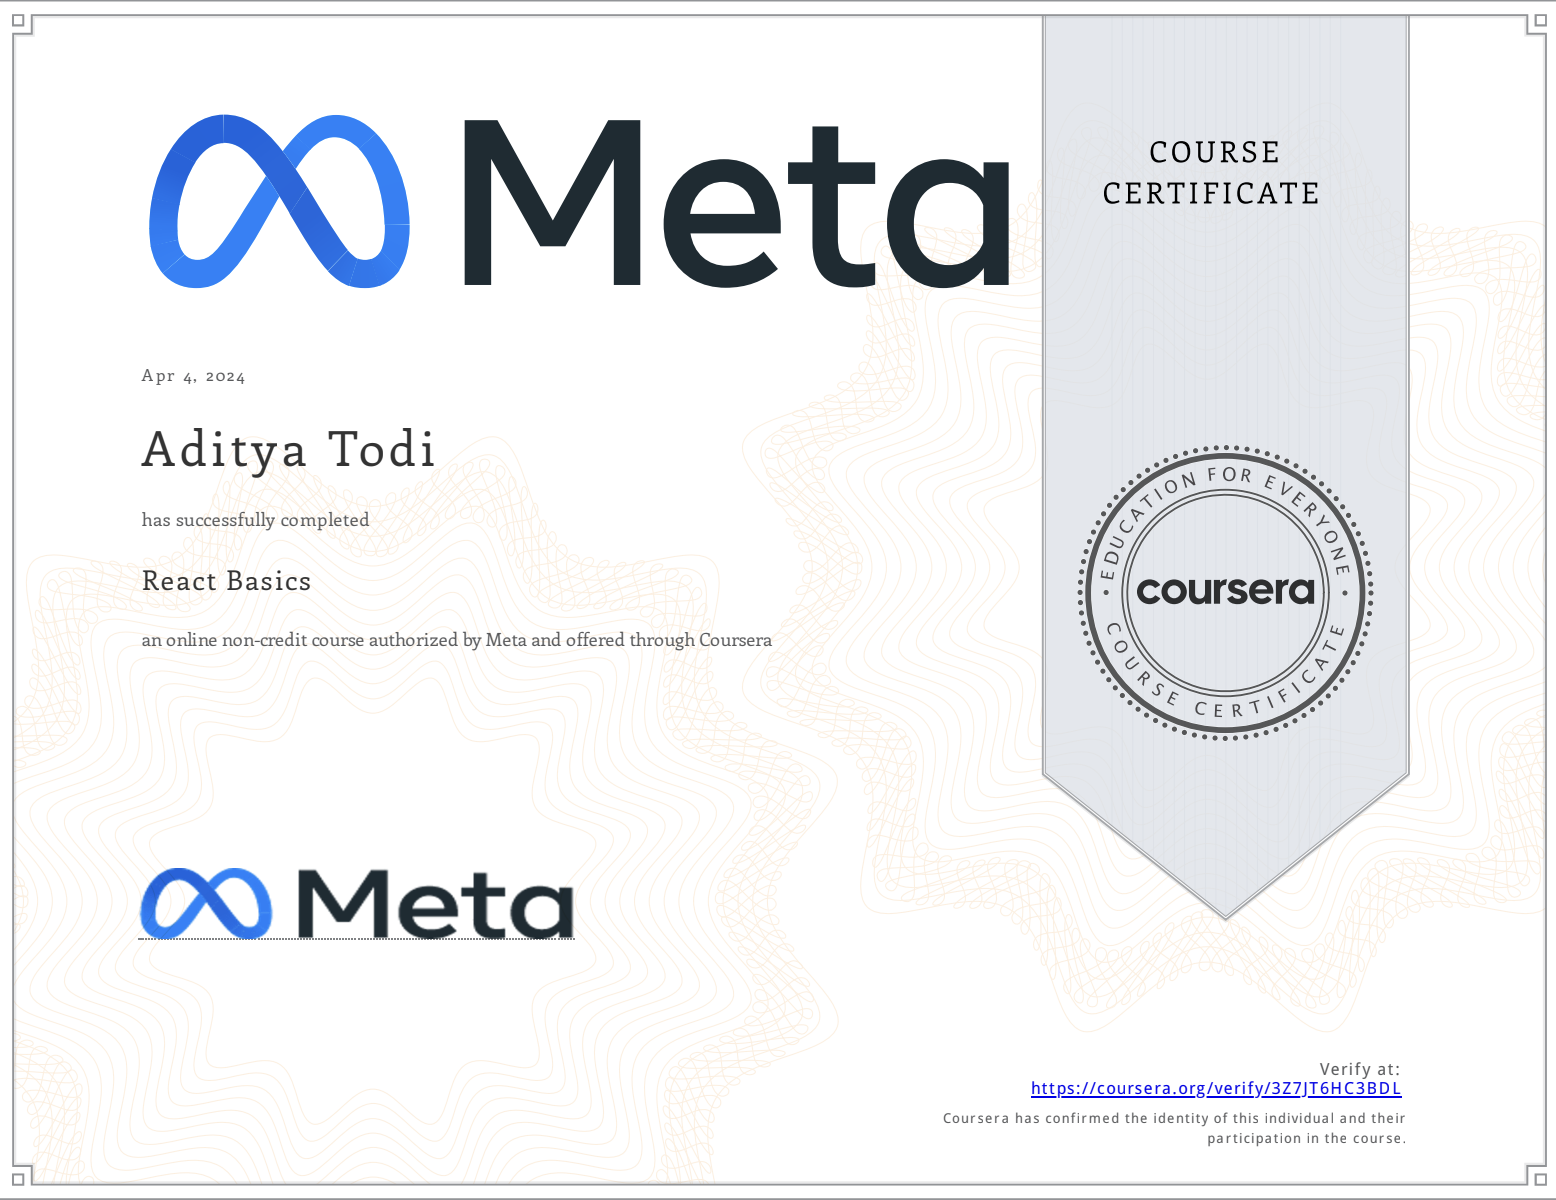 Meta
COURSE
CERTIFICATE
Apr 4, 2024
Aditya Todi
has successfully completed
React Basics
an online non-credit course authorized by Meta and offered through Coursera
EDUCATION FOR EVERYONE
coursera
COURSE CERTIFICATE
Meta
Verify at:
https://coursera.org/verify/3Z7JT6HC3BDL
Coursera has confirmed the identity of this individual and their
participation in the course.